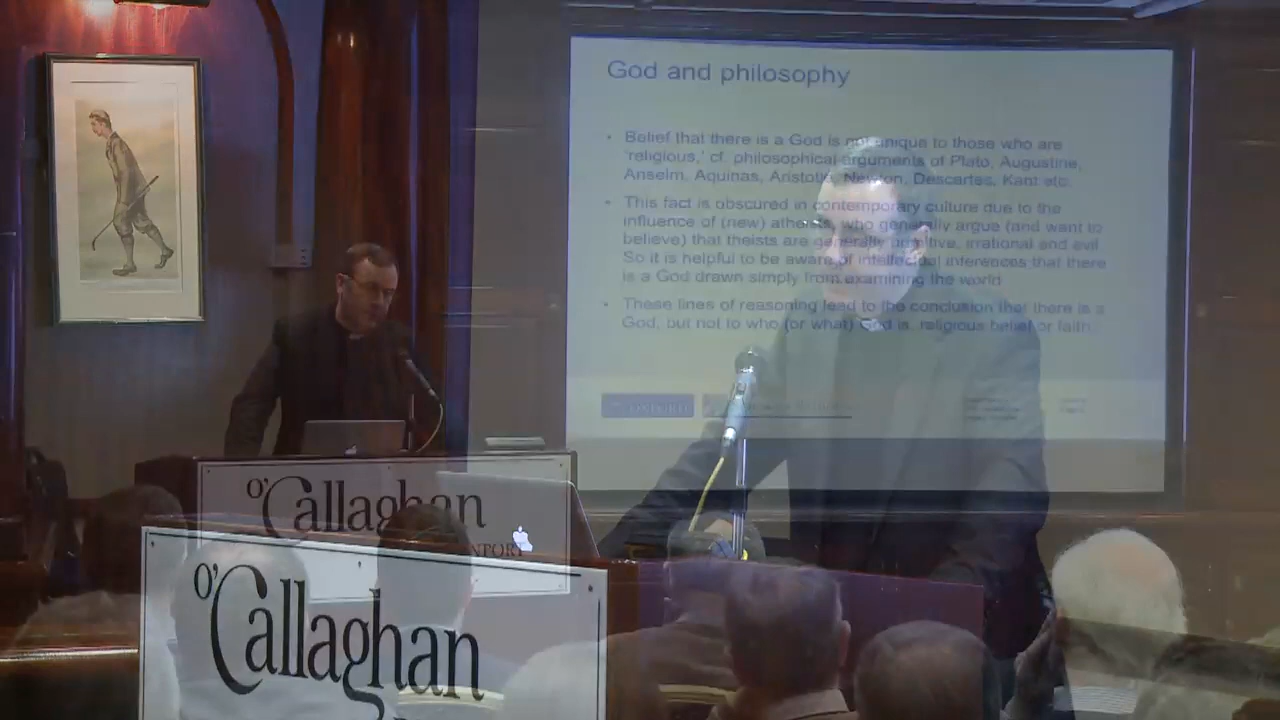 God and philosophy
• Belief that there is a God is not unique to those who are
'religious,' cf. philosophical arguments of Plato, Augustine,
Anselm, Aquinas, Aristotle, Newton, Descartes, Kant etc.
• This fact is obscured in contemporary culture due to the
influence of (new) atheists, who generally argue (and want to
believe) that theists are generally primitive, irrational and evil.
So it is helpful to be aware of intellectual inferences that there
is a God drawn simply from examining the world
• These lines of reasoning lead to the conclusion that there is a
God, but not to who (or what) God is, religious belief or faith.
O'Callaghan
NPORT
O'Callaghan